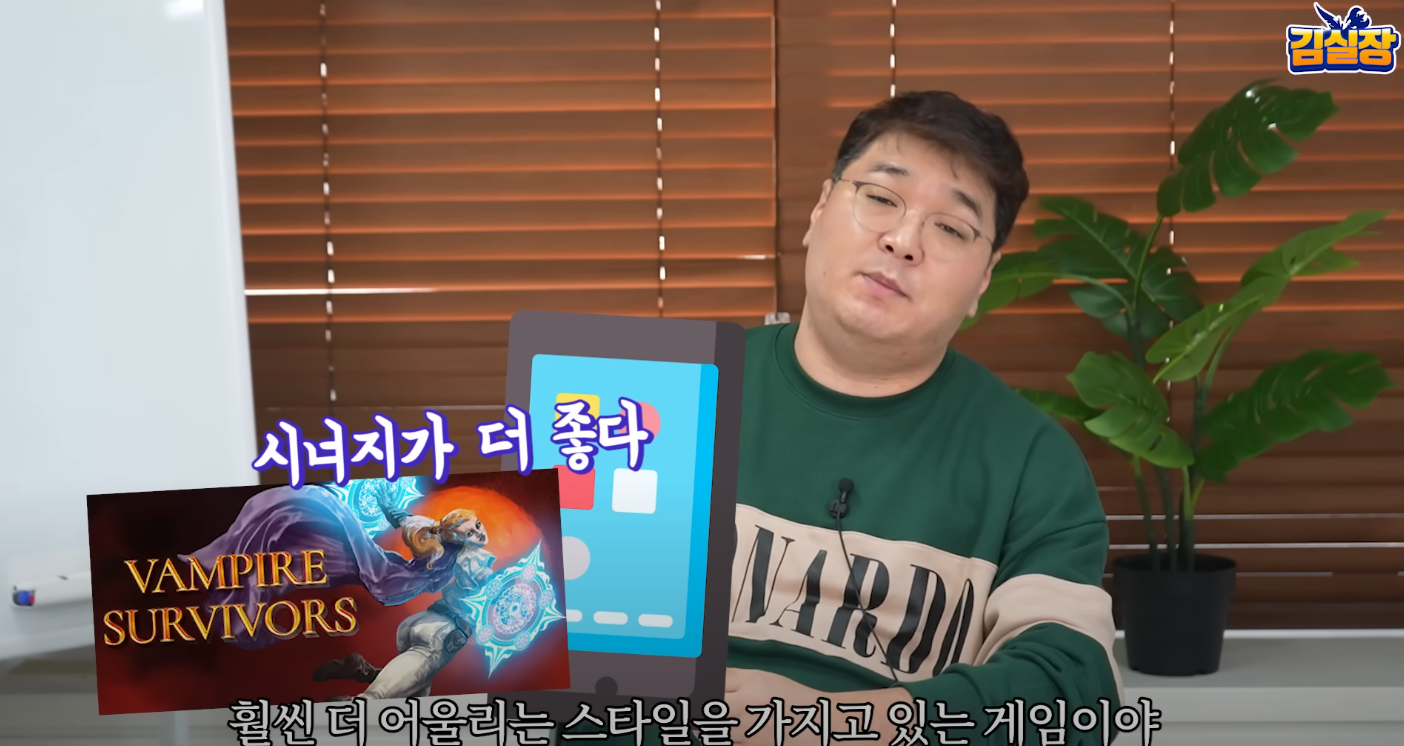 김실장
시너지가 더 좋다
VAMPIRE
SURVIVORS
NARDO
훨씬 더 어울리는 스타일을 가지고 있는 게임이야